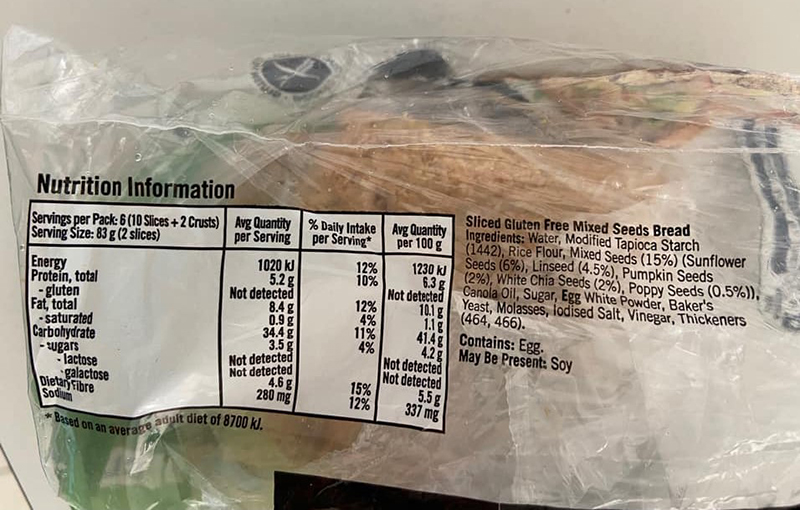 Nutrition Information
Servings per Pack: 6 (10 Slices + 2 Crusts)
Serving Size: 83 g (2 slices)
Avg Quantity per Serving
% Daily Intake per Serving*
Avg Quantity per 100 g
Energy 1020 kJ 12% 1230 kJ
Protein, total 5.2 g 10% 6.3 g
- gluten Not detected Not detected
Fat, total 8.4 g 12% 10.1 g
- saturated 0.9 g 4% 1.1 g
Carbohydrate 34.4 g 11% 41.4 g
- sugars 3.5 g 4% 4.2 g
- lactose Not detected Not detected
- galactose Not detected Not detected
Dietary Fibre 4.6 g 15% 5.5 g
Sodium 280 mg 12% 337 mg
* Based on an average adult diet of 8700 kJ.
Sliced Gluten Free Mixed Seeds Bread
Ingredients: Water, Modified Tapioca Starch
(1442), Rice Flour, Mixed Seeds (15%) (Sunflower
Seeds (6%), Linseed (4.5%), Pumpkin Seeds
(2%), White Chia Seeds (2%), Poppy Seeds (0.5%)),
Canola Oil, Sugar, Egg White Powder, Baker's
Yeast, Molasses, Iodised Salt, Vinegar, Thickeners
(464, 466).
Contains: Egg.
May Be Present: Soy